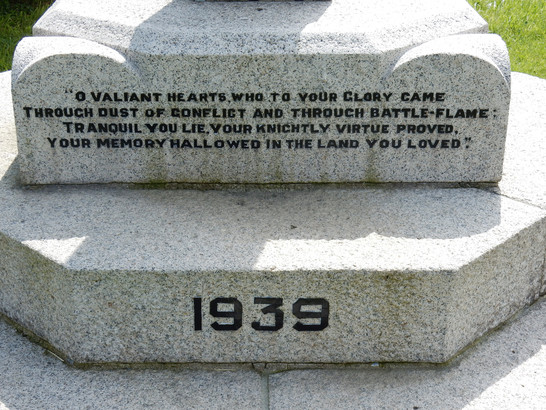 "O VALIANT HEARTS, WHO TO YOUR GLORY CAME
THROUGH DUST OF CONFLICT AND THROUGH BATTLE-FLAME:
TRANQUIL YOU LIE, YOUR KNIGHTLY VIRTUE PROVED,
YOUR MEMORY HALLOWED IN THE LAND YOU LOVED".
1939